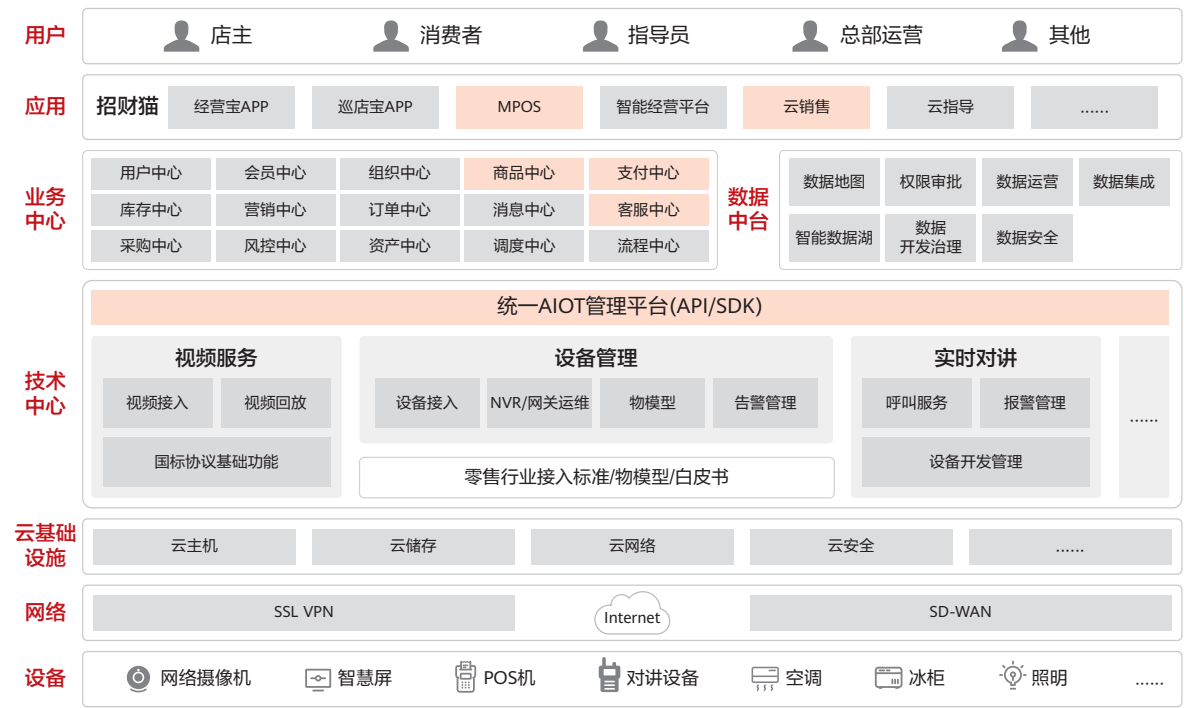 用户
店主
消费者
指导员
总部运营
其他
应用
招财猫
经营宝APP
巡店宝APP
MPOS
智能经营平台
云销售
云指导
......
业务
中心
用户中心
会员中心
组织中心
商品中心
支付中心
库存中心
营销中心
订单中心
消息中心
客服中心
采购中心
风控中心
资产中心
调度中心
流程中心
数据
中台
数据地图
权限审批
数据运营
数据集成
智能数据湖
数据
开发治理
数据安全
技术
中心
统一AIOT管理平台(API/SDK)
视频服务
视频接入
视频回放
国标协议基础功能
设备管理
设备接入
NVR/网关运维
物模型
告警管理
零售行业接入标准/物模型/白皮书
实时对讲
呼叫服务
报警管理
设备开发管理
......
云基础
设施
云主机
云储存
云网络
云安全
......
网络
SSL VPN
Internet
SD-WAN
设备
网络摄像机
智慧屏
POS机
对讲设备
空调
冰柜
照明
......